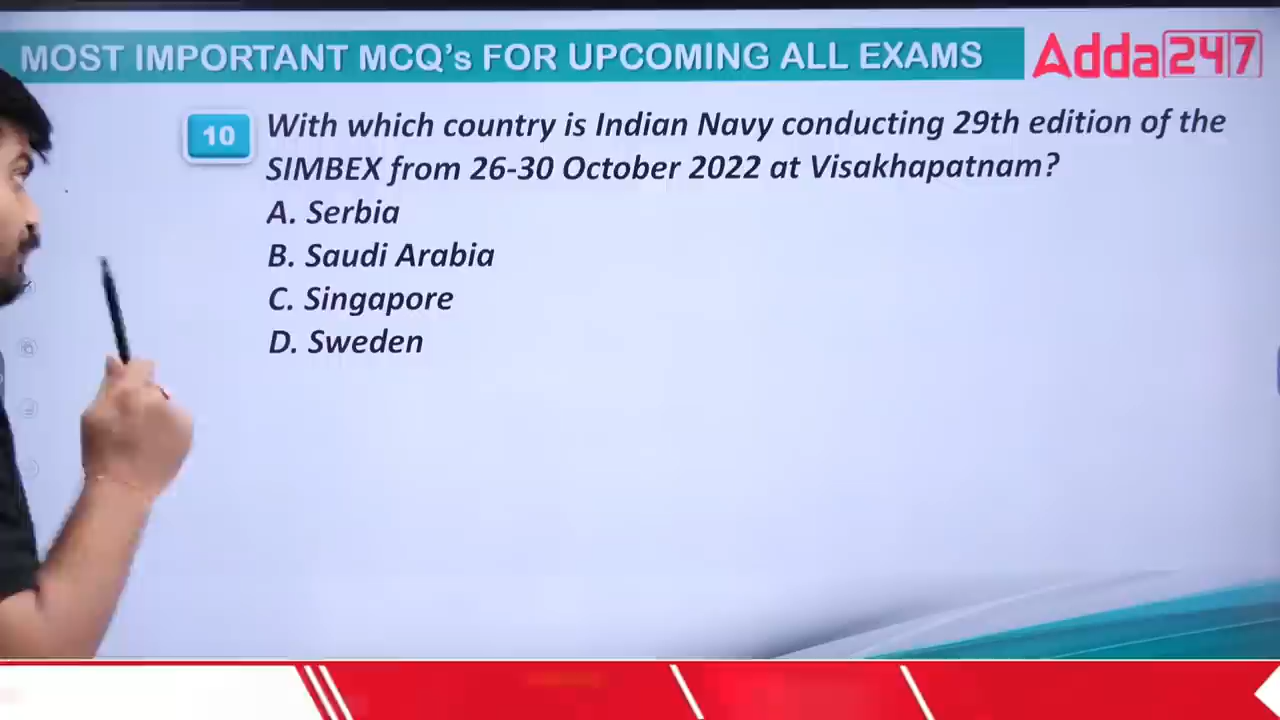 MOST IMPORTANT MCQ's FOR UPCOMING ALL EXAMS
Adda247
10
With which country is Indian Navy conducting 29th edition of the
SIMBEX from 26-30 October 2022 at Visakhapatnam?
A. Serbia
B. Saudi Arabia
C. Singapore
D. Sweden